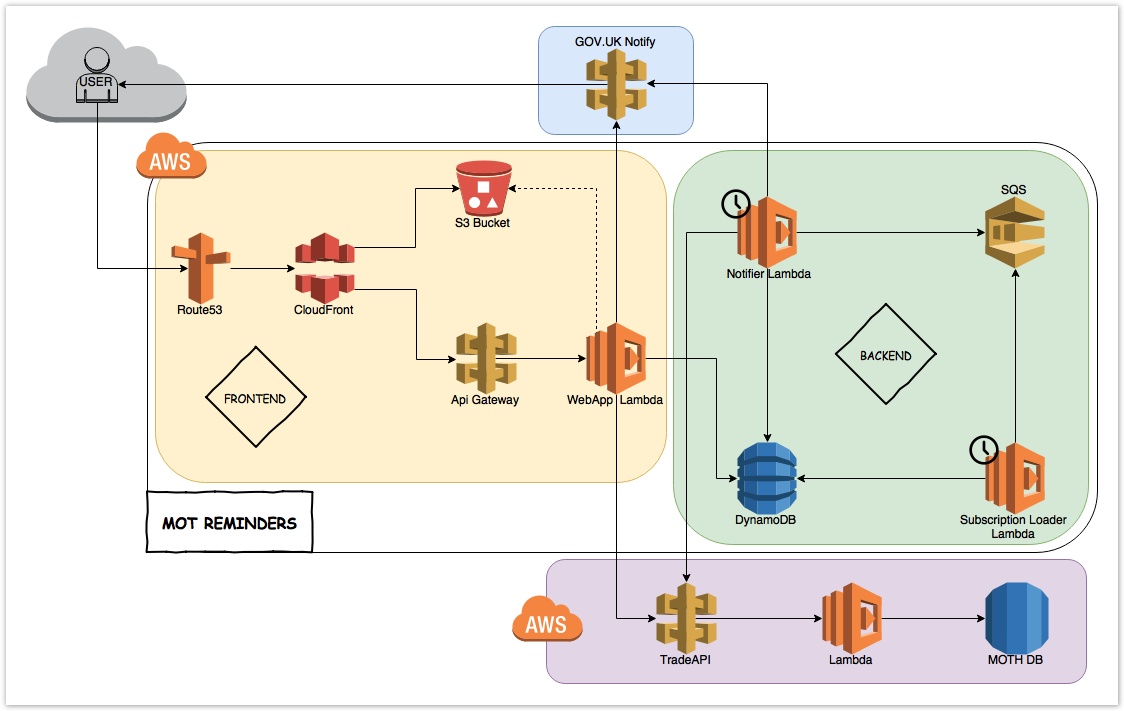 GOV.UK Notify
USER
AWS
S3 Bucket
SQS
Route53
CloudFront
Notifier Lambda
FRONTEND
Api Gateway
WebApp Lambda
BACKEND
MOT REMINDERS
DynamoDB
Subscription Loader
Lambda
AWS
TradeAPI
Lambda
MOTH DB